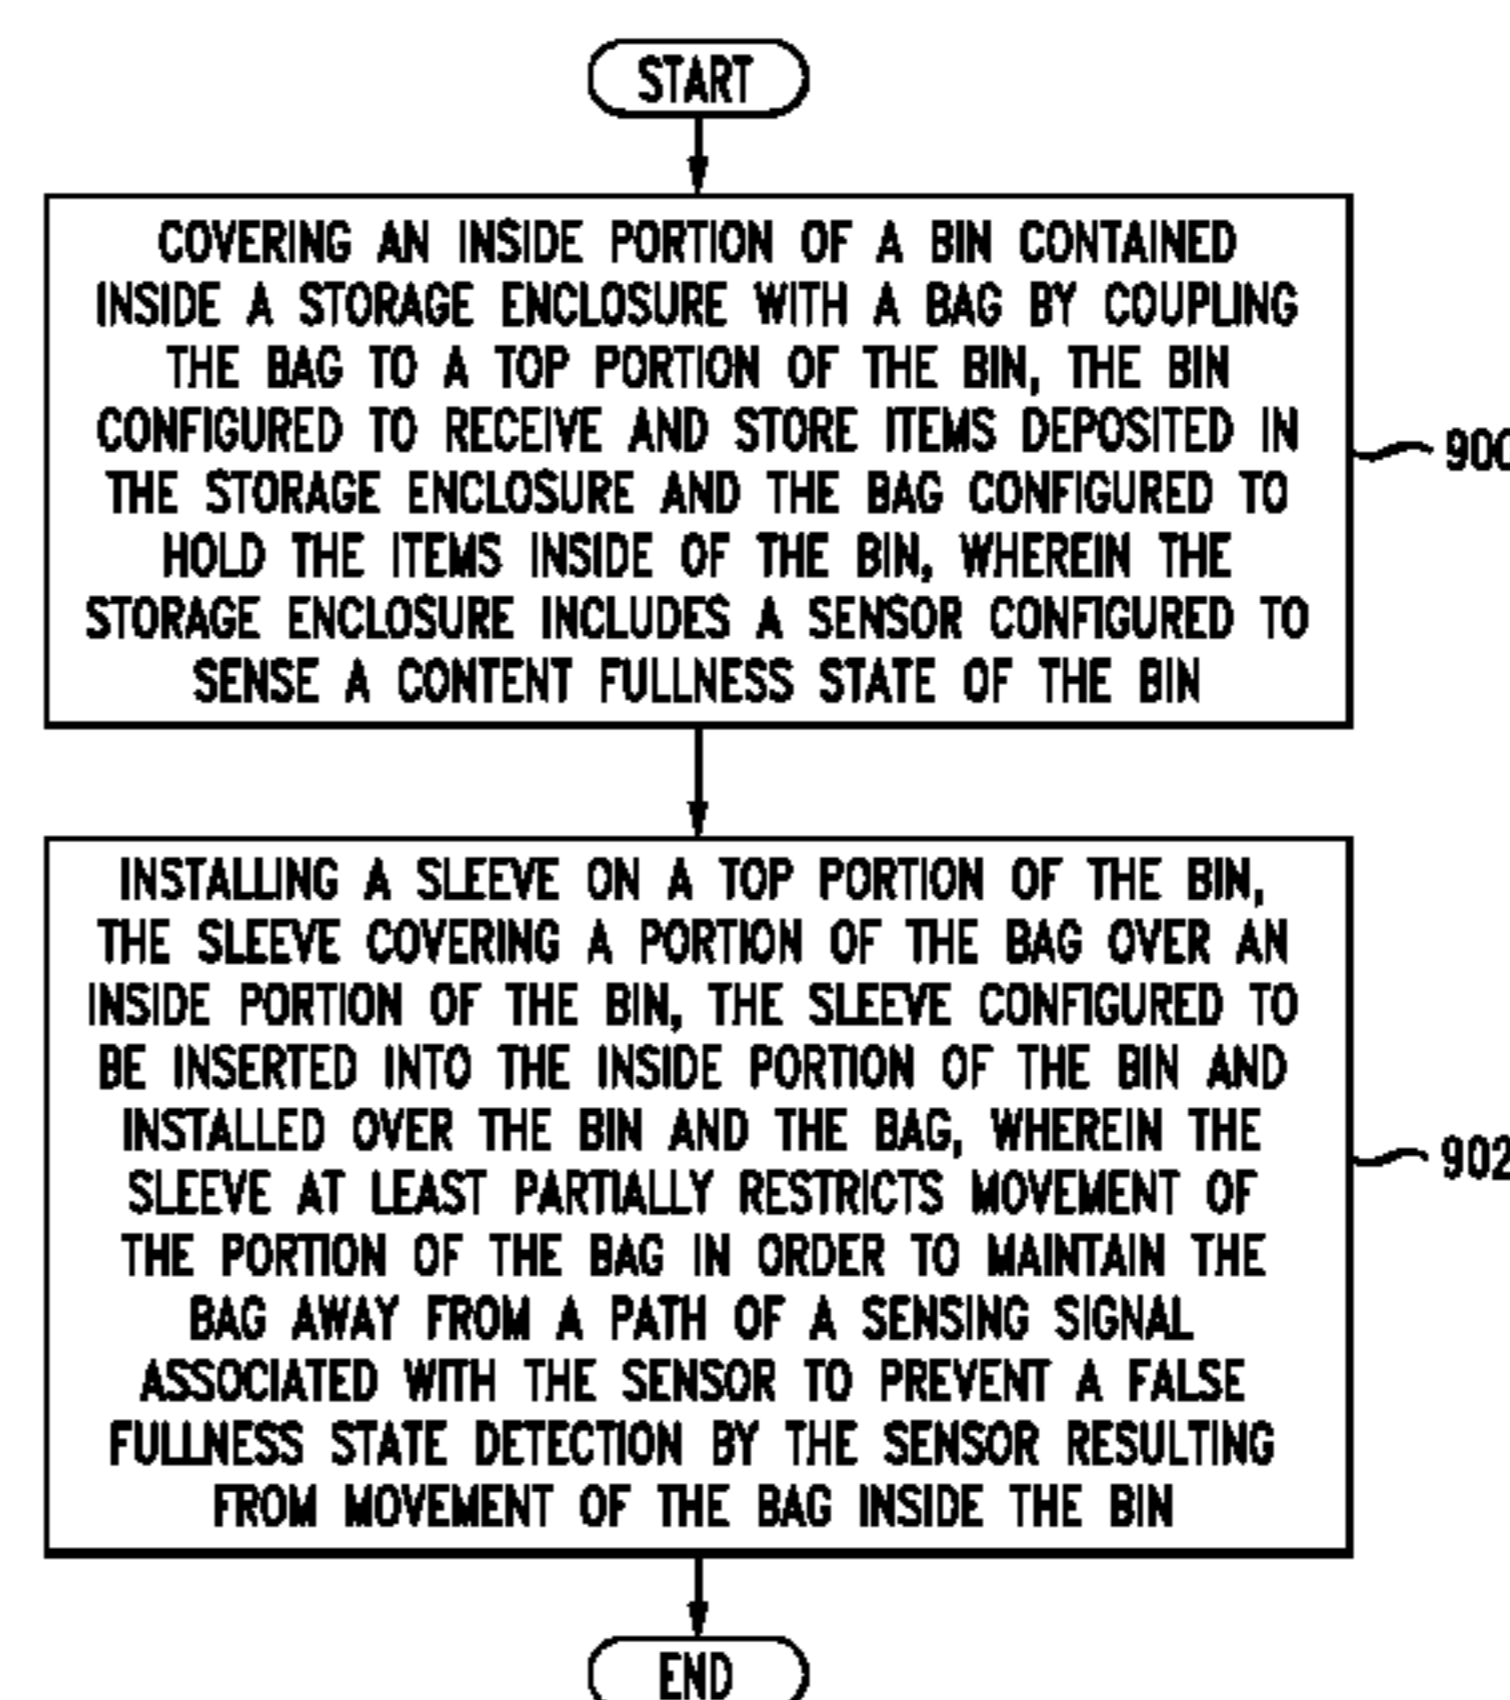 START
COVERING AN INSIDE PORTION OF A BIN CONTAINED
INSIDE A STORAGE ENCLOSURE WITH A BAG BY COUPLING
THE BAG TO A TOP PORTION OF THE BIN, THE BIN
CONFIGURED TO RECEIVE AND STORE ITEMS DEPOSITED IN
THE STORAGE ENCLOSURE AND THE BAG CONFIGURED TO
HOLD THE ITEMS INSIDE OF THE BIN, WHEREIN THE
STORAGE ENCLOSURE INCLUDES A SENSOR CONFIGURED TO
SENSE A CONTENT FULLNESS STATE OF THE BIN
900
INSTALLING A SLEEVE ON A TOP PORTION OF THE BIN,
THE SLEEVE COVERING A PORTION OF THE BAG OVER AN
INSIDE PORTION OF THE BIN, THE SLEEVE CONFIGURED TO
BE INSERTED INTO THE INSIDE PORTION OF THE BIN AND
INSTALLED OVER THE BIN AND THE BAG, WHEREIN THE
SLEEVE AT LEAST PARTIALLY RESTRICTS MOVEMENT OF
THE PORTION OF THE BAG IN ORDER TO MAINTAIN THE
BAG AWAY FROM A PATH OF A SENSING SIGNAL
ASSOCIATED WITH THE SENSOR TO PREVENT A FALSE
FULLNESS STATE DETECTION BY THE SENSOR RESULTING
FROM MOVEMENT OF THE BAG INSIDE THE BIN
902
END